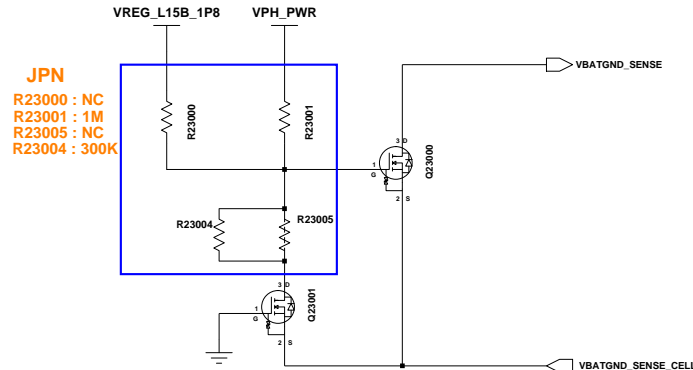 VREG_L15B_1P8 VPH_PWR
VBATGND_SENSE
JPN
R23000 : NC
R23001 : 1M
R23005 : NC
R23004 : 300K
R23000
R23001
3 D
1
G
Q23000
2 S
R23004
R23005
3 D
1
G
Q23001
2 S
VBATGND_SENSE_CELL